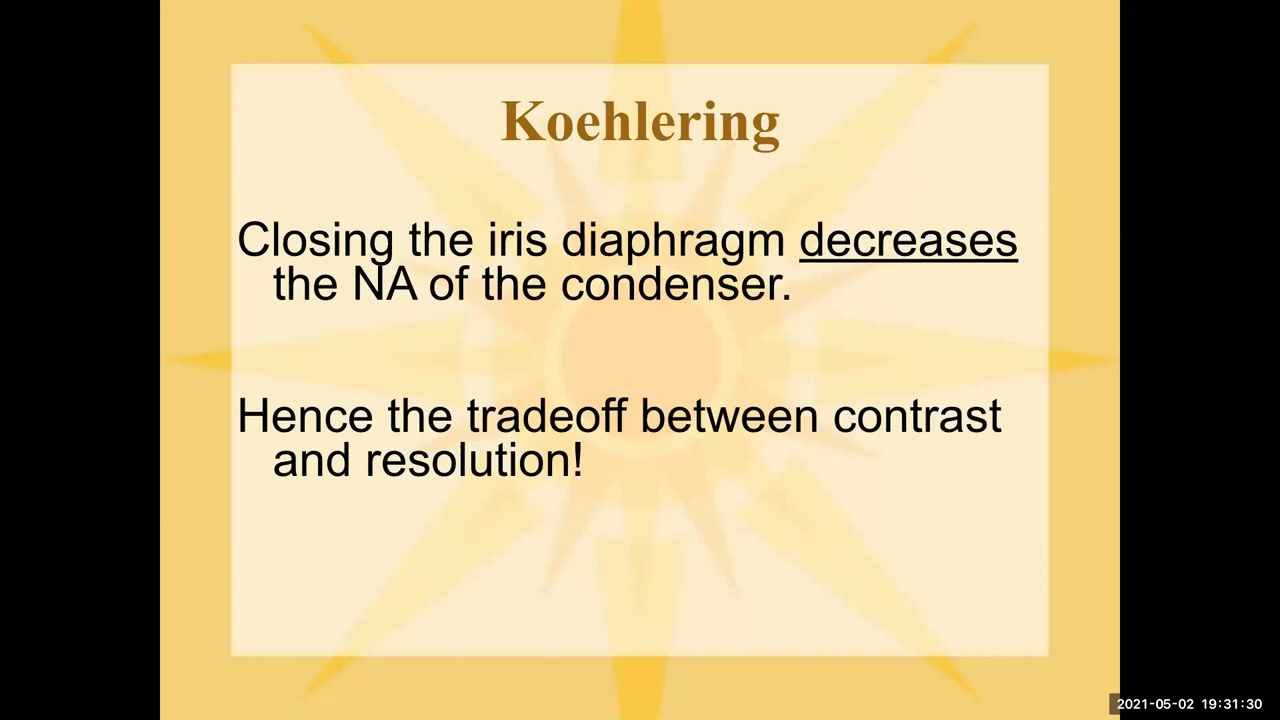 Koehlering
Closing the iris diaphragm decreases
the NA of the condenser.
Hence the tradeoff between contrast
and resolution!
2021-05-02 19:31:30